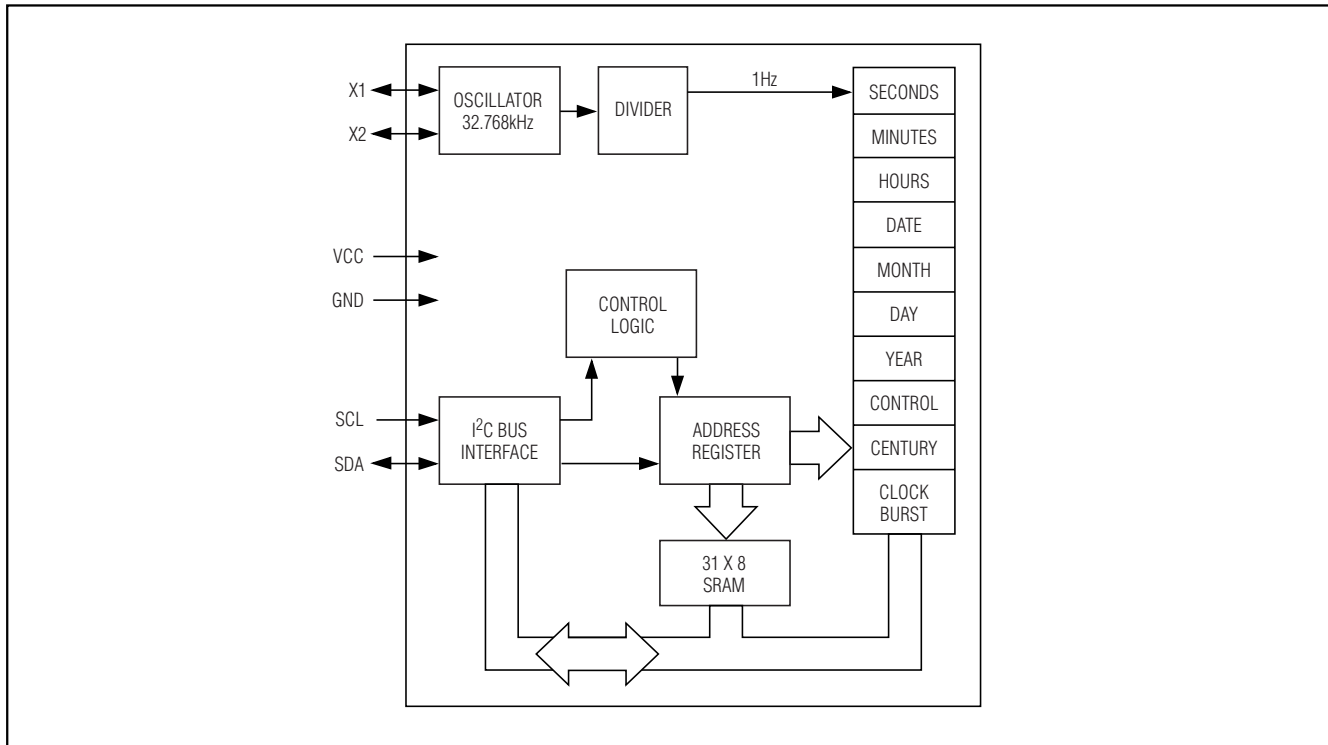 X1
X2
OSCILLATOR
32.768kHz
DIVIDER
1Hz
SECONDS
MINUTES
HOURS
DATE
MONTH
DAY
YEAR
CONTROL
CENTURY
CLOCK
BURST
VCC
GND
CONTROL
LOGIC
SCL
SDA
I²C BUS
INTERFACE
ADDRESS
REGISTER
31 X 8
SRAM